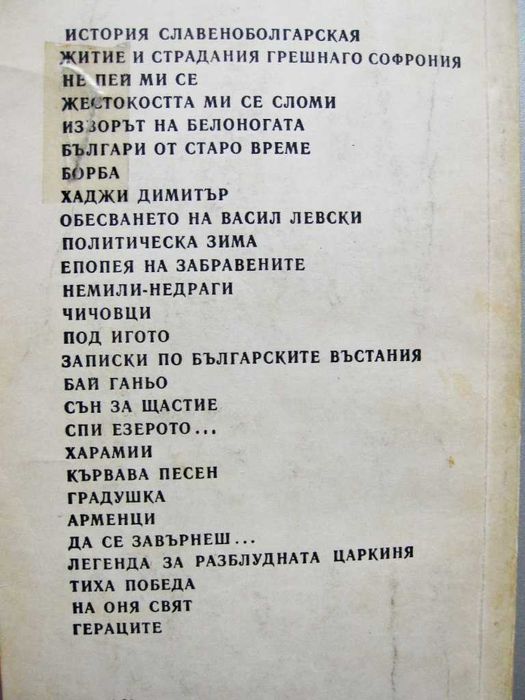 ИСТОРИЯ СЛАВЕНОБОЛГАРСКАЯ
ЖИТИЕ И СТРАДАНИЯ ГРЕШНАГО СОФРОНИЯ
НЕ ПЕЙ МИ СЕ
ЖЕСТОКОСТТА МИ СЕ СЛОМИ
ИЗВОРЪТ НА БЕЛОНОГАТА
БЪЛГАРИ ОТ СТАРО ВРЕМЕ
БОРБА
ХАДЖИ ДИМИТЪР
ОБЕСВАНЕТО НА ВАСИЛ ЛЕВСКИ
ПОЛИТИЧЕСКА ЗИМА
ЕПОПЕЯ НА ЗАБРАВЕНИТЕ
НЕМИЛИ-НЕДРАГИ
ЧИЧОВЦИ
ПОД ИГОТО
ЗАПИСКИ ПО БЪЛГАРСКИТЕ ВЪСТАНИЯ
БАЙ ГАНЬО
СЪН ЗА ЩАСТИЕ
СПИ ЕЗЕРОТО...
ХАРАМИИ
КЪРВАВА ПЕСЕН
ГРАДУШКА
АРМЕНЦИ
ДА СЕ ЗАВЪРНЕШ...
ЛЕГЕНДА ЗА РАЗБЛУДНАТА ЦАРКИНЯ
ТИХА ПОБЕДА
НА ОНЯ СВЯТ
ГЕРАЦИТЕ